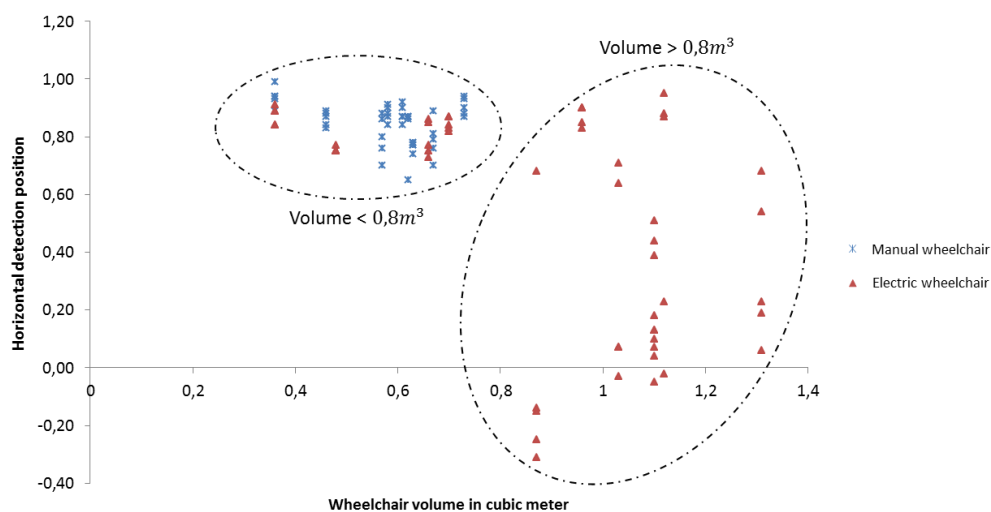 1,20
1,00
0,80
0,60
0,40
0,20
0,00
-0,20
-0,40
0
0,2
0,4
0,6
0,8
1
1,2
1,4
Horizontal detection position
Wheelchair volume in cubic meter
Volume < 0,8m³
Volume > 0,8m³
Manual wheelchair
Electric wheelchair